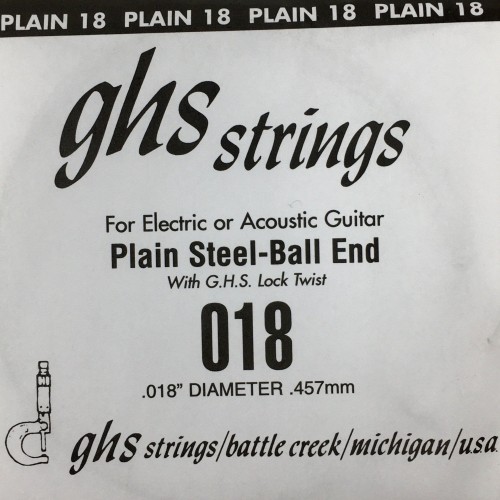 PLAIN 18 PLAIN 18 PLAIN 18 PLAIN 18
ghs strings
For Electric or Acoustic Guitar
Plain Steel-Ball End
With G.H.S. Lock Twist
018
.018” DIAMETER .457mm
ghs strings/battle creek/michigan/u.s.a.